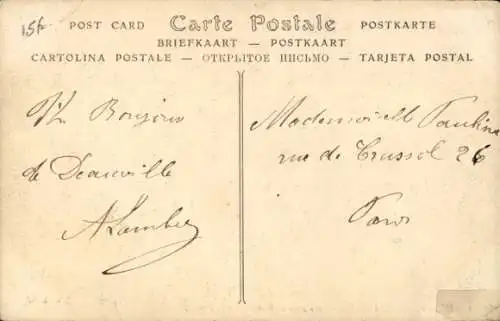 15f
POST CARD Carte Postale POSTKARTE
BRIEFKAART — POSTKAART
CARTOLINA POSTALE — ОТКРЫТОЕ ПИСЬМО — TARJETA POSTAL
Bonjour
de Deauville
A Lambey
Mademoiselle Pauline
rue de Crussol 26
Paris